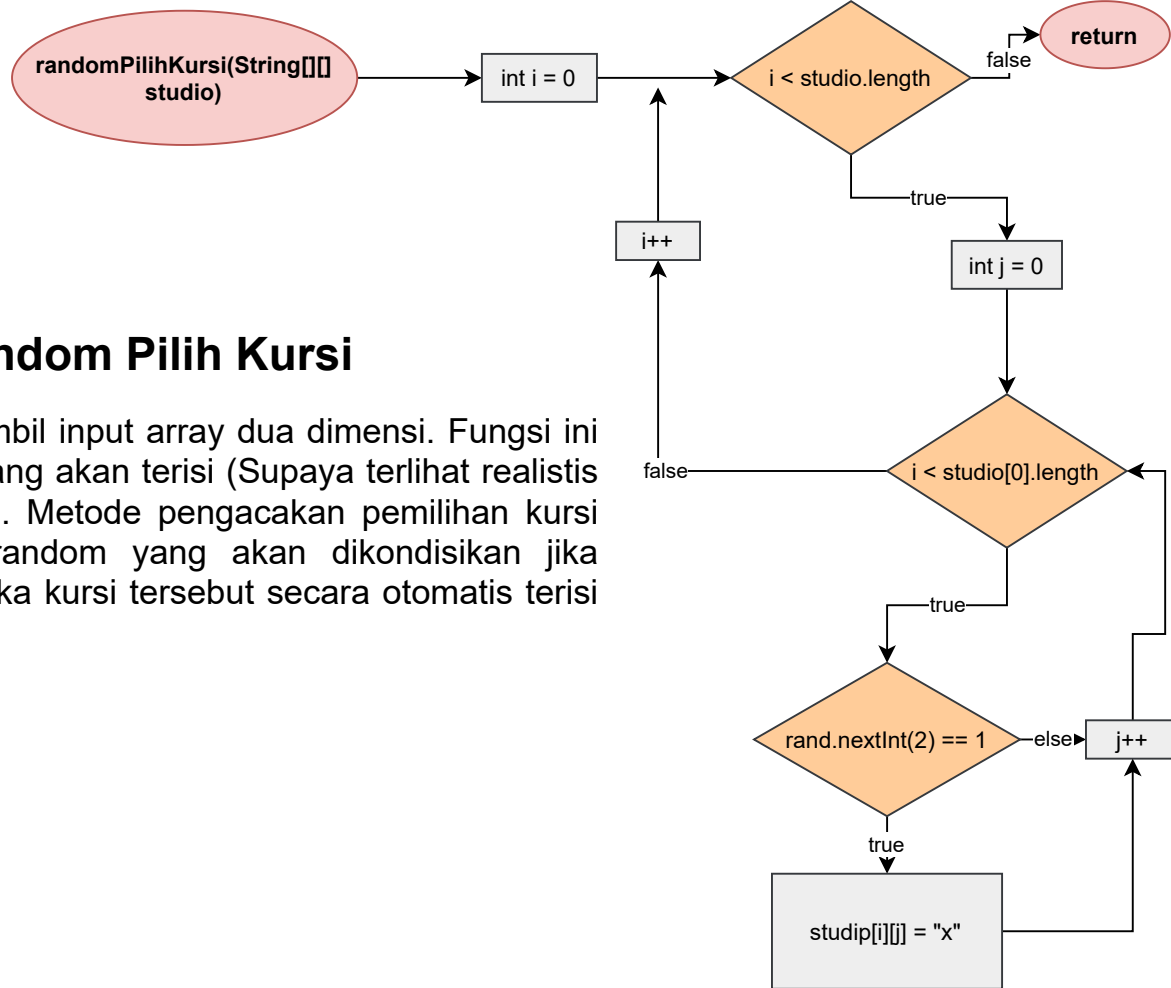 randomPilihKursi(String[][]
studio)
int i = 0
i < studio.length
false
return
true
i++
int j = 0
ndom Pilih Kursi
nbil input array dua dimensi. Fungsi ini
ang akan terisi (Supaya terlihat realistis
. Metode pengacakan pemilihan kursi
random yang akan dikondisikan jika
ka kursi tersebut secara otomatis terisi
false
i < studio[0].length
true
rand.nextInt(2) == 1
else
j++
true
studip[i][j] = "x"